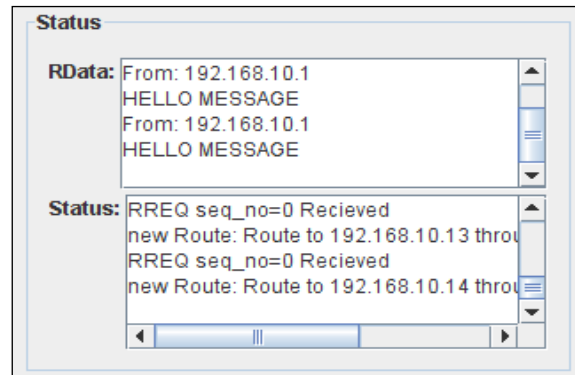 Status
RData: From: 192.168.10.1
HELLO MESSAGE
From: 192.168.10.1
HELLO MESSAGE
Status: RREQ seq_no=0 Recieved
new Route: Route to 192.168.10.13
RREQ seq_no=0 Recieved
new Route: Route to 192.168.10.14